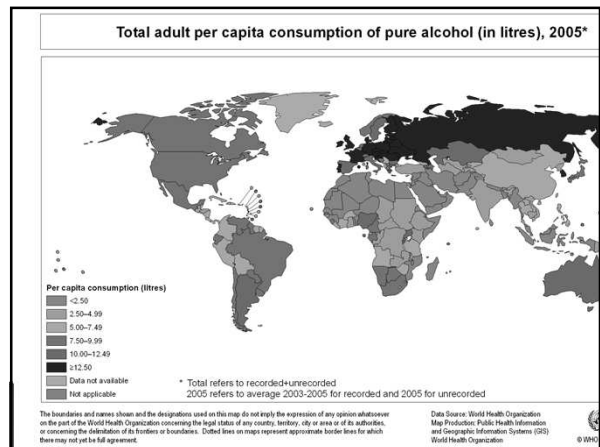 Total adult per capita consumption of pure alcohol (in litres), 2005*
Per capita consumption (litres)
<2.50
2.50–4.99
5.00–7.49
7.50–9.99
10.00–12.49
≥12.50
Data not available
Not applicable
* Total refers to recorded+unrecorded
2005 refers to average 2003-2005 for recorded and 2005 for unrecorded
The boundaries and names shown and the designations used on this map do not imply the expression of any opinion whatsoever
on the part of the World Health Organization concerning the legal status of any country, territory, city or area or of its authorities,
or concerning the delimitation of its frontiers or boundaries. Dotted lines on maps represent approximate border lines for which
there may not yet be full agreement.
Data Source: World Health Organization
Map Production: Public Health Information
and Geographic Information Systems (GIS)
World Health Organization
© WHO